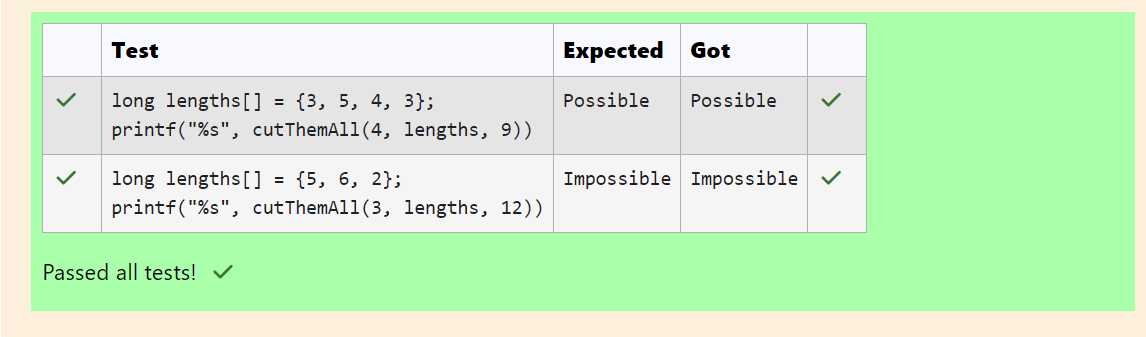 Test Expected Got
long lengths[] = {3, 5, 4, 3}; Possible Possible
printf("%s", cutThemAll(4, lengths, 9))
long lengths[] = {5, 6, 2}; Impossible Impossible
printf("%s", cutThemAll(3, lengths, 12))
Passed all tests!